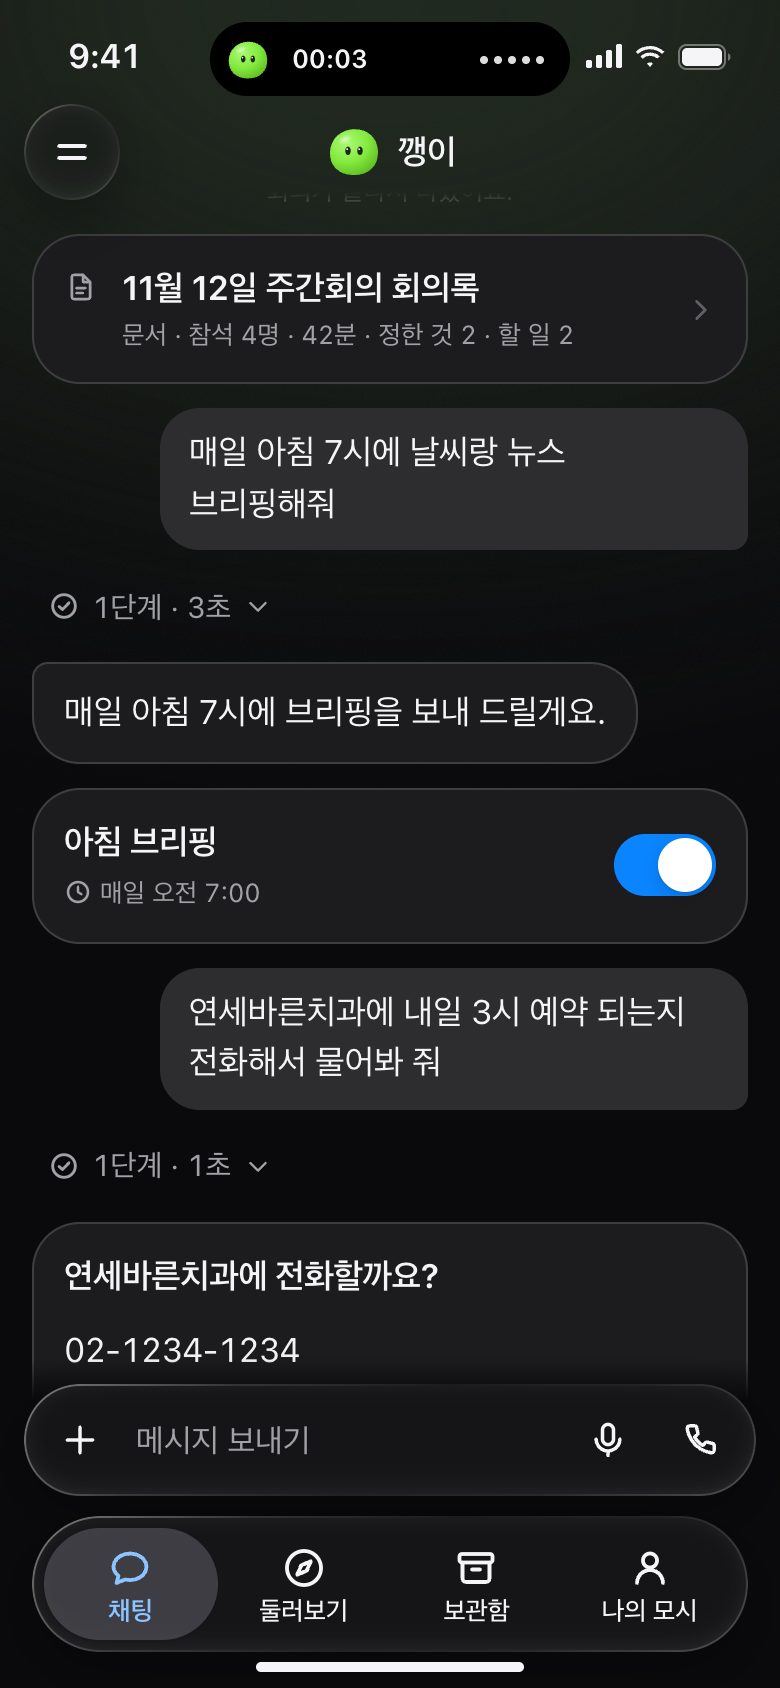 9:41
00:03
깽이
11월 12일 주간회의 회의록
문서 · 참석 4명 · 42분 · 정한 것 2 · 할 일 2
매일 아침 7시에 날씨랑 뉴스
브리핑해줘
1단계 · 3초
매일 아침 7시에 브리핑을 보내 드릴게요.
아침 브리핑
매일 오전 7:00
연세바른치과에 내일 3시 예약 되는지
전화해서 물어봐 줘
1단계 · 1초
연세바른치과에 전화할까요?
02-1234-1234
메시지 보내기
채팅
둘러보기
보관함
나의 모시